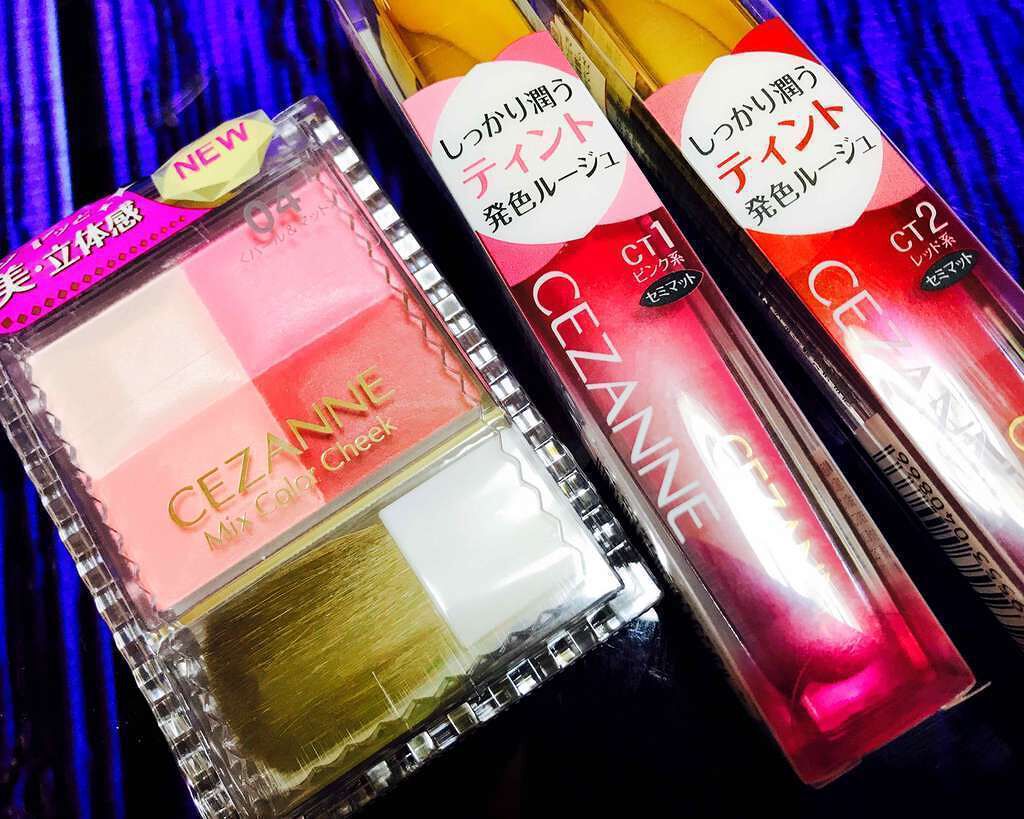 NEW
美・立体感
04
CEZANNE
Mix Color Cheek
しっかり潤う
ティント
発色ルージュ
CT1
ピンク系
セミマット
CEZANNE
しっかり潤う
ティント
発色ルージュ
CT2
レッド系
セミマット
CEZANNE